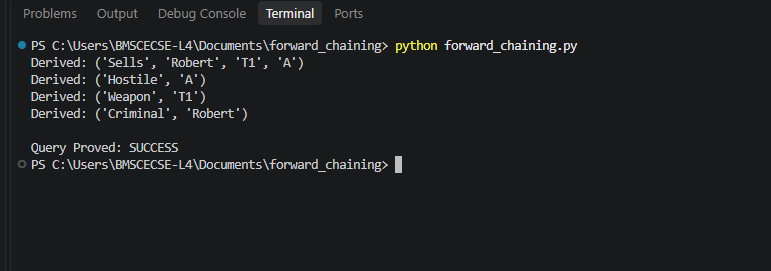 Problems Output Debug Console Terminal Ports
PS C:\Users\BMSCECSE-L4\Documents\forward_chaining> python forward_chaining.py
Derived: ('Sells', 'Robert', 'T1', 'A')
Derived: ('Hostile', 'A')
Derived: ('Weapon', 'T1')
Derived: ('Criminal', 'Robert')
Query Proved: SUCCESS
PS C:\Users\BMSCECSE-L4\Documents\forward_chaining>